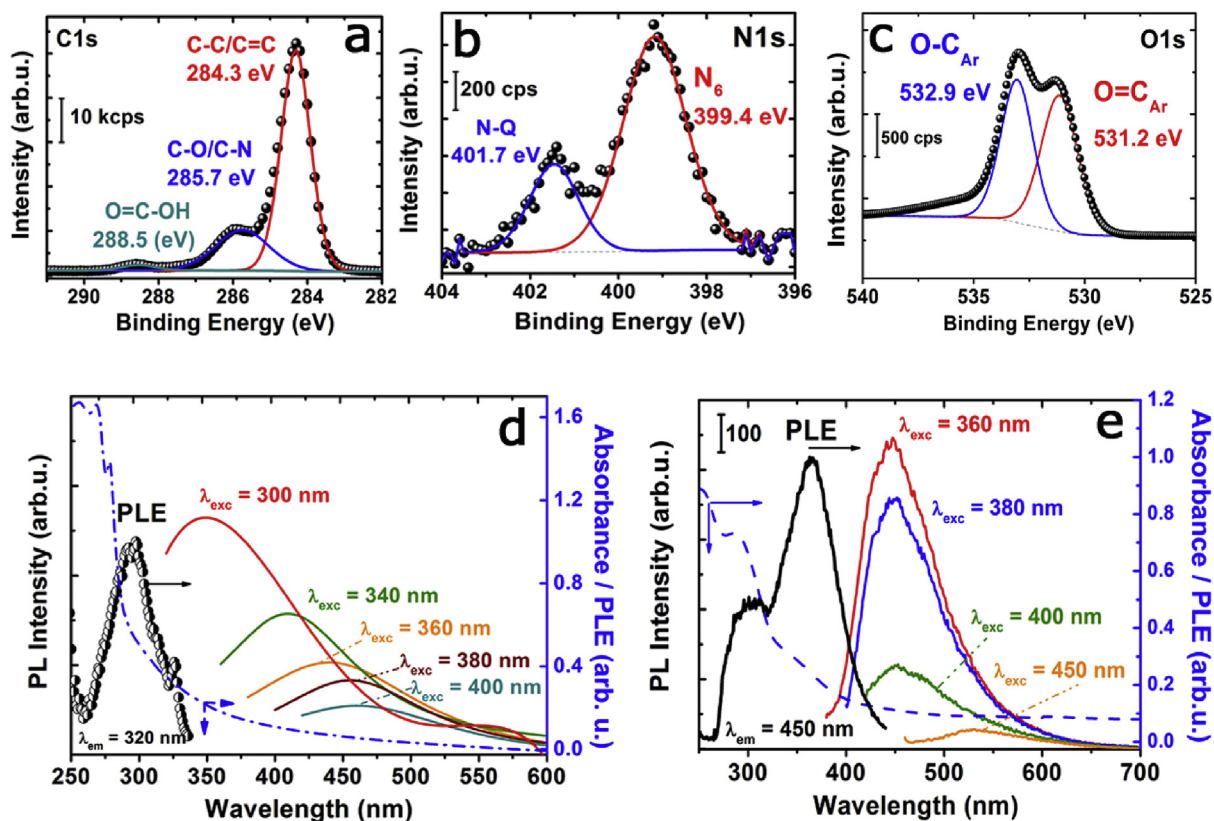 C1s
a
C-C/C=C
284.3 eV
10 kcps
C-O/C-N
285.7 eV
O=C-OH
288.5 (eV)
Intensity (arb.u.)
290 288 286 284 282
Binding Energy (eV)
b
N1s
200 cps
N6
399.4 eV
N-Q
401.7 eV
Intensity (arb.u.)
404 402 400 398 396
Binding Energy (eV)
c
O1s
O-CAr
532.9 eV
O=CAr
531.2 eV
500 cps
Intensity (arb.u.)
540 535 530 525
Binding Energy (eV)
d
PLE
λexc = 300 nm
λexc = 340 nm
λexc = 360 nm
λexc = 380 nm
λexc = 400 nm
λem = 320 nm
PL Intensity (arb.u.)
1.6
1.2
0.8
0.4
0.0
Absorbance / PLE (arb. u.)
250 300 350 400 450 500 550 600
Wavelength (nm)
e
100
PLE
λexc = 360 nm
λexc = 380 nm
λexc = 400 nm
λexc = 450 nm
λem = 450 nm
PL Intensity (arb.u.)
1.2
1.0
0.8
0.6
0.4
0.2
0.0
Absorbance / PLE (arb. u.)
300 400 500 600 700
Wavelength (nm)